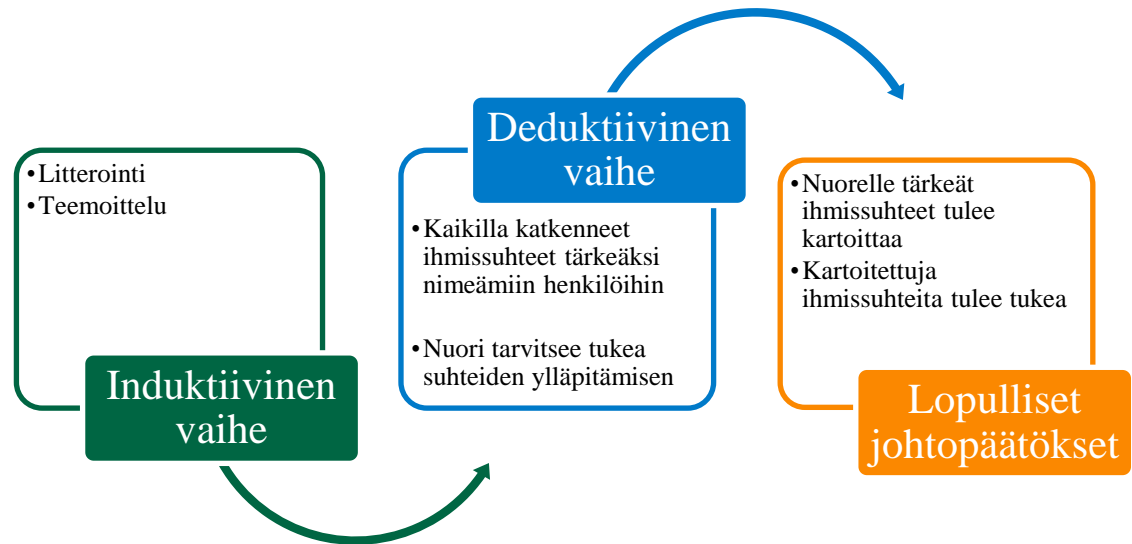 •Litterointi
•Teemoittelu
Induktiivinen
vaihe
Deduktiivinen
vaihe
•Kaikilla katkenneet
ihmissuhteet tärkeäksi
nimeämiin henkilöihin
•Nuori tarvitsee tukea
suhteiden ylläpitämisen
•Nuorelle tärkeät
ihmissuhteet tulee
kartoittaa
•Kartoitettuja
ihmissuhteita tulee tukea
Lopulliset
johtopäätökset